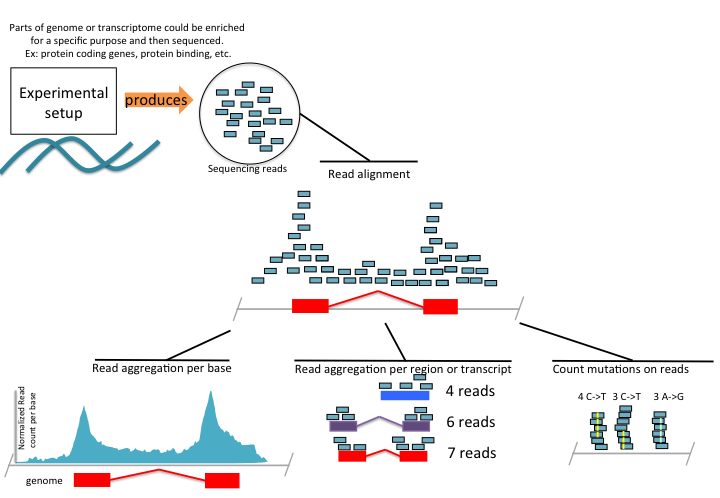 Parts of genome or transcriptome could be enriched
for a specific purpose and then sequenced.
Ex: protein coding genes, protein binding, etc.
Experimental
setup
produces
Sequencing reads
Read alignment
Read aggregation per base
Read aggregation per region or transcript
Count mutations on reads
Normalized Read
count per base
genome
4 reads
6 reads
7 reads
4 C->T 3 C->T 3 A->G